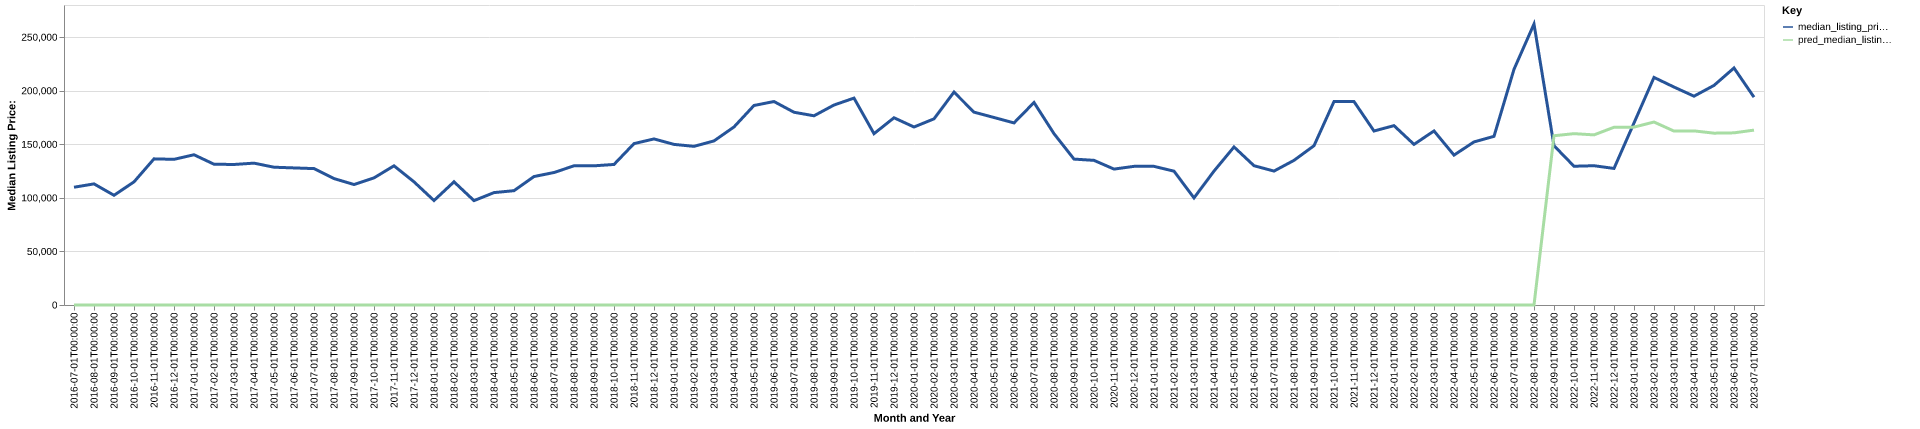 Median Listing Price:
250,000
200,000
150,000
100,000
50,000
0
2016-07-01T00:00:00
2016-08-01T00:00:00
2016-09-01T00:00:00
2016-10-01T00:00:00
2016-11-01T00:00:00
2016-12-01T00:00:00
2017-01-01T00:00:00
2017-02-01T00:00:00
2017-03-01T00:00:00
2017-04-01T00:00:00
2017-05-01T00:00:00
2017-06-01T00:00:00
2017-07-01T00:00:00
2017-08-01T00:00:00
2017-09-01T00:00:00
2017-10-01T00:00:00
2017-11-01T00:00:00
2017-12-01T00:00:00
2018-01-01T00:00:00
2018-02-01T00:00:00
2018-03-01T00:00:00
2018-04-01T00:00:00
2018-05-01T00:00:00
2018-06-01T00:00:00
2018-07-01T00:00:00
2018-08-01T00:00:00
2018-09-01T00:00:00
2018-10-01T00:00:00
2018-11-01T00:00:00
2018-12-01T00:00:00
2019-01-01T00:00:00
2019-02-01T00:00:00
2019-03-01T00:00:00
2019-04-01T00:00:00
2019-05-01T00:00:00
2019-06-01T00:00:00
2019-07-01T00:00:00
2019-08-01T00:00:00
2019-09-01T00:00:00
2019-10-01T00:00:00
2019-11-01T00:00:00
2019-12-01T00:00:00
2020-01-01T00:00:00
2020-02-01T00:00:00
2020-03-01T00:00:00
2020-04-01T00:00:00
2020-05-01T00:00:00
2020-06-01T00:00:00
2020-07-01T00:00:00
2020-08-01T00:00:00
2020-09-01T00:00:00
2020-10-01T00:00:00
2020-11-01T00:00:00
2020-12-01T00:00:00
2021-01-01T00:00:00
2021-02-01T00:00:00
2021-03-01T00:00:00
2021-04-01T00:00:00
2021-05-01T00:00:00
2021-06-01T00:00:00
2021-07-01T00:00:00
2021-08-01T00:00:00
2021-09-01T00:00:00
2021-10-01T00:00:00
2021-11-01T00:00:00
2021-12-01T00:00:00
2022-01-01T00:00:00
2022-02-01T00:00:00
2022-03-01T00:00:00
2022-04-01T00:00:00
2022-05-01T00:00:00
2022-06-01T00:00:00
2022-07-01T00:00:00
2022-08-01T00:00:00
2022-09-01T00:00:00
2022-10-01T00:00:00
2022-11-01T00:00:00
2022-12-01T00:00:00
2023-01-01T00:00:00
2023-02-01T00:00:00
2023-03-01T00:00:00
2023-04-01T00:00:00
2023-05-01T00:00:00
2023-06-01T00:00:00
2023-07-01T00:00:00
Month and Year
Key
median_listing_pri…
pred_median_listin…